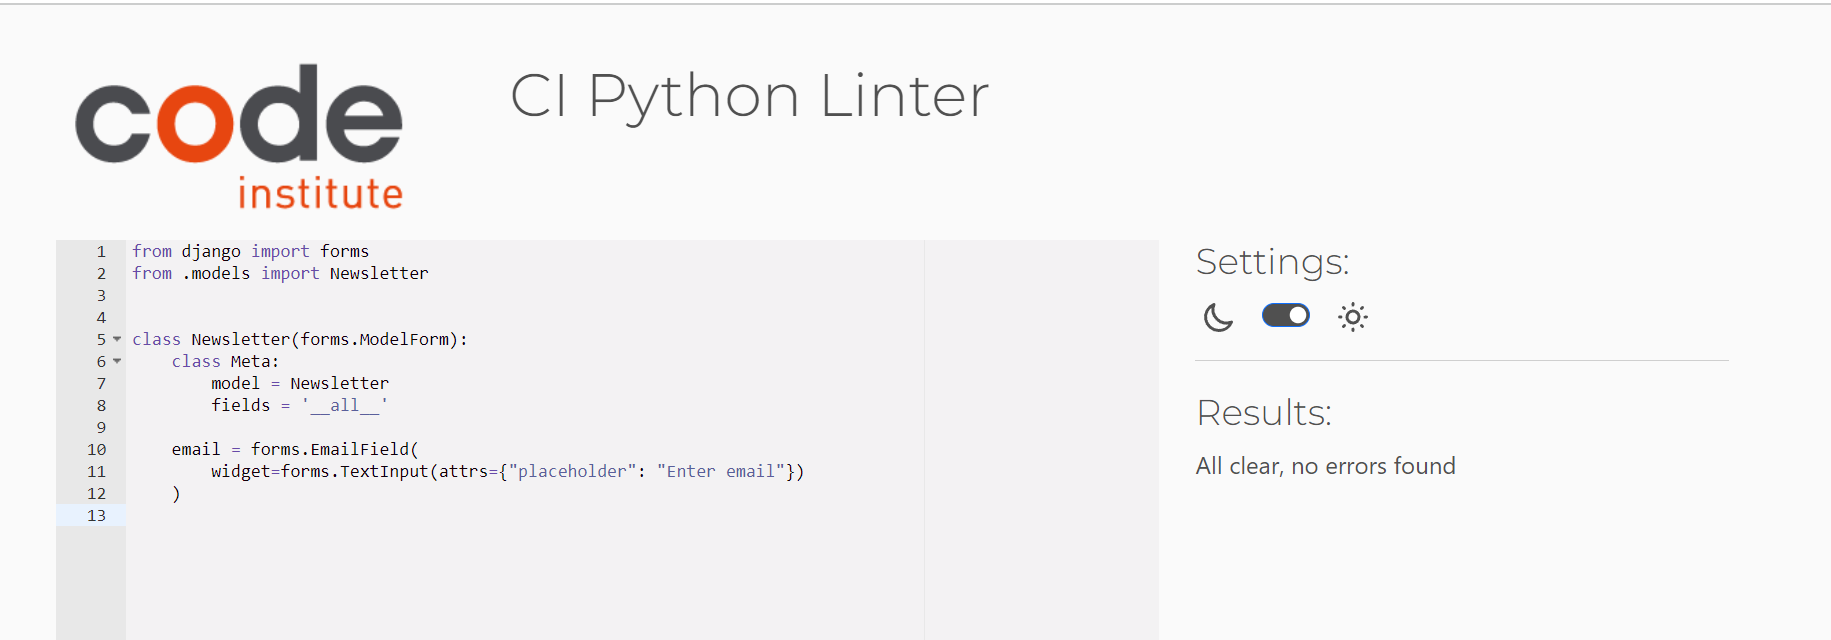 code
institute
CI Python Linter
1 from django import forms
2 from .models import Newsletter
3
4
5 class Newsletter(forms.ModelForm):
6     class Meta:
7         model = Newsletter
8         fields = '__all__'
9
10     email = forms.EmailField(
11         widget=forms.TextInput(attrs={"placeholder": "Enter email"})
12     )
13
Settings:
Results:
All clear, no errors found